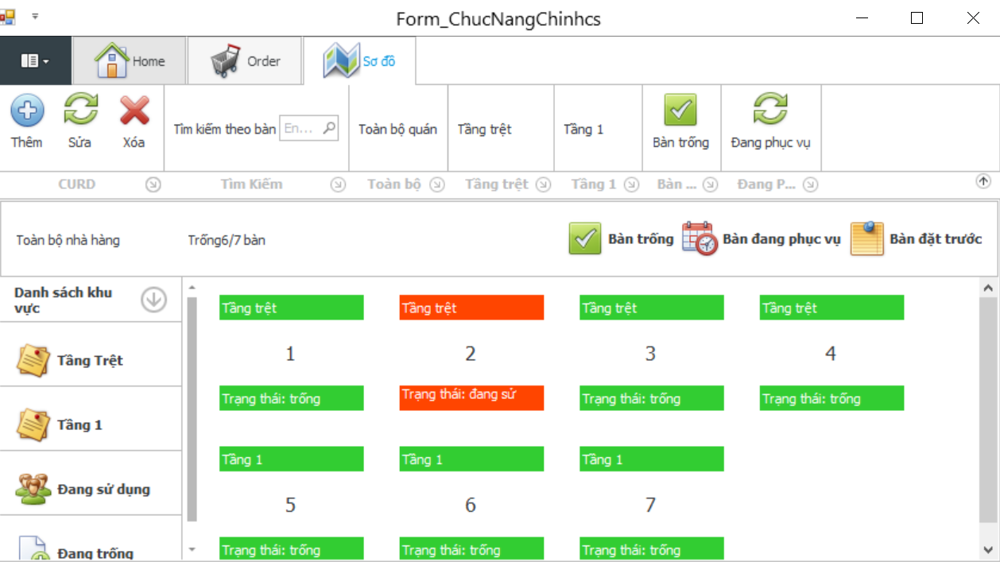 Form_ChucNangChinhcs
Home
Order
Sơ đồ
Thêm
Sửa
Xóa
Tìm kiếm theo bàn
En...
Toàn bộ quán
Tầng trệt
Tầng 1
Bàn trống
Đang phục vụ
CURD
Tìm Kiếm
Toàn bộ
Tầng trệt
Tầng 1
Bàn ...
Đang P...
Toàn bộ nhà hàng
Trống6/7 bàn
Bàn trống
Bàn đang phục vụ
Bàn đặt trước
Danh sách khu
vực
Tầng Trệt
Tầng 1
Đang sử dụng
Đang trống
Tầng trệt
Tầng trệt
Tầng trệt
Tầng trệt
1
2
3
4
Trạng thái: trống
Trạng thái: đang sử
Trạng thái: trống
Trạng thái: trống
Tầng 1
Tầng 1
Tầng 1
5
6
7
Trạng thái: trống
Trạng thái: trống
Trạng thái: trống